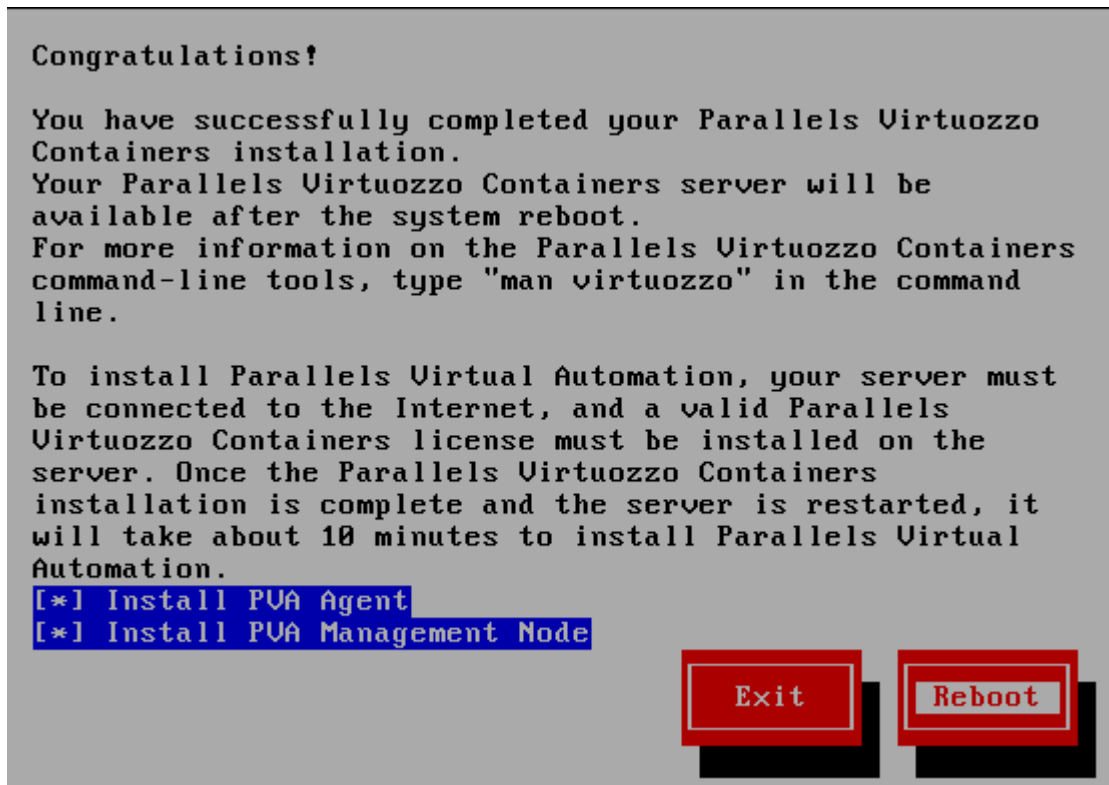 Congratulations!
You have successfully completed your Parallels Virtuozzo
Containers installation.
Your Parallels Virtuozzo Containers server will be
available after the system reboot.
For more information on the Parallels Virtuozzo Containers
command-line tools, type "man virtuozzo" in the command
line.
To install Parallels Virtual Automation, your server must
be connected to the Internet, and a valid Parallels
Virtuozzo Containers license must be installed on the
server. Once the Parallels Virtuozzo Containers
installation is complete and the server is restarted, it
will take about 10 minutes to install Parallels Virtual
Automation.
[*] Install PVA Agent
[*] Install PVA Management Node
Exit Reboot